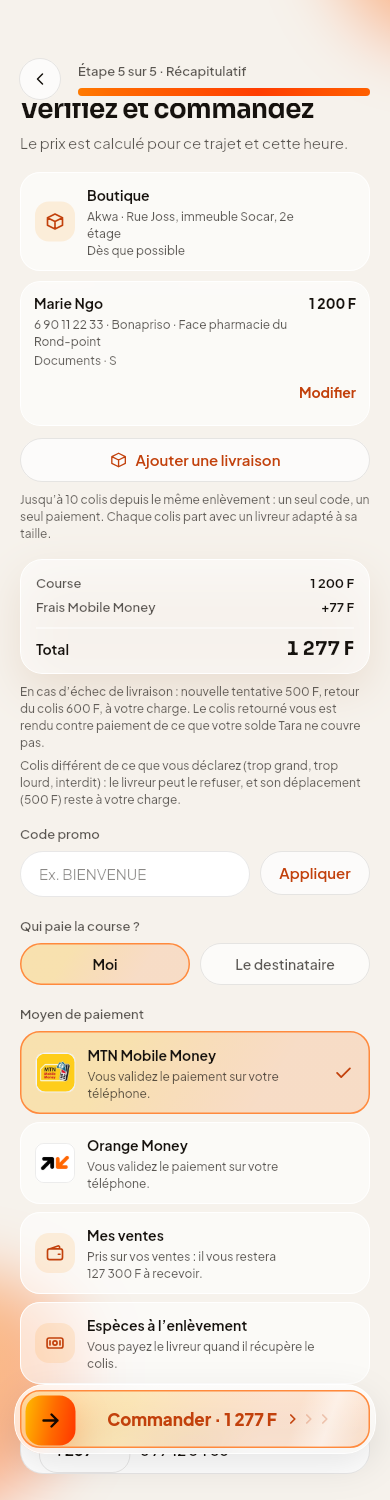 Étape 5 sur 5 · Récapitulatif
Vérifiez et commandez
Le prix est calculé pour ce trajet et cette heure.
Boutique
Akwa · Rue Joss, immeuble Socar, 2e
étage
Dès que possible
Marie Ngo 1 200 F
6 90 11 22 33 · Bonapriso · Face pharmacie du
Rond-point
Documents · S
Modifier
Ajouter une livraison
Jusqu'à 10 colis depuis le même enlèvement : un seul code, un
seul paiement. Chaque colis part avec un livreur adapté à sa
taille.
Course 1 200 F
Frais Mobile Money +77 F
Total 1 277 F
En cas d'échec de livraison : nouvelle tentative 500 F, retour
du colis 600 F, à votre charge. Le colis retourné vous est
rendu contre paiement de ce que votre solde Tara ne couvre
pas.
Colis différent de ce que vous déclarez (trop grand, trop
lourd, interdit) : le livreur peut le refuser, et son déplacement
(500 F) reste à votre charge.
Code promo
Ex. BIENVENUE Appliquer
Qui paie la course ?
Moi Le destinataire
Moyen de paiement
MTN Mobile Money
Vous validez le paiement sur votre
téléphone.
Orange Money
Vous validez le paiement sur votre
téléphone.
Mes ventes
Pris sur vos ventes : il vous restera
127 300 F à recevoir.
Espèces à l'enlèvement
Vous payez le livreur quand il récupère le
colis.
Commander · 1 277 F